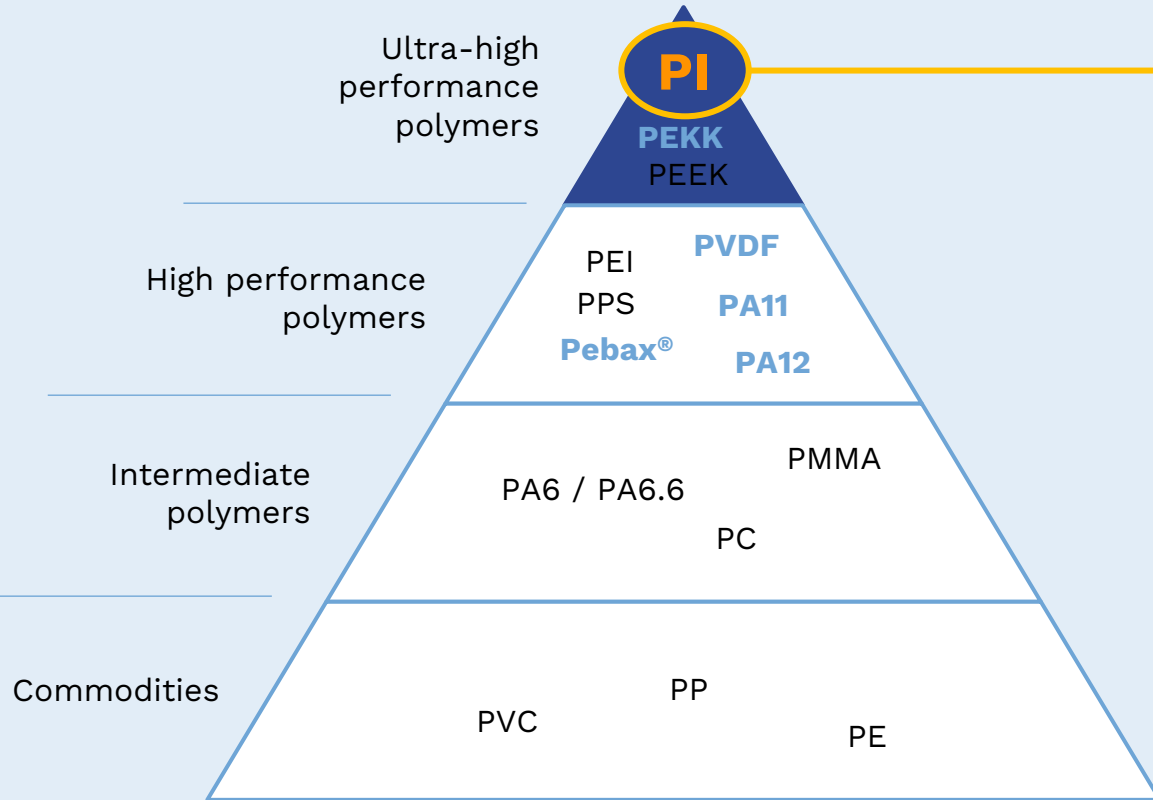 Ultra-high
performance
polymers
PI
PEKK
PEEK
High performance
polymers
PEI
PVDF
PPS
PA11
Pebax®
PA12
Intermediate
polymers
PMMA
PA6 / PA6.6
PC
Commodities
PP
PVC
PE